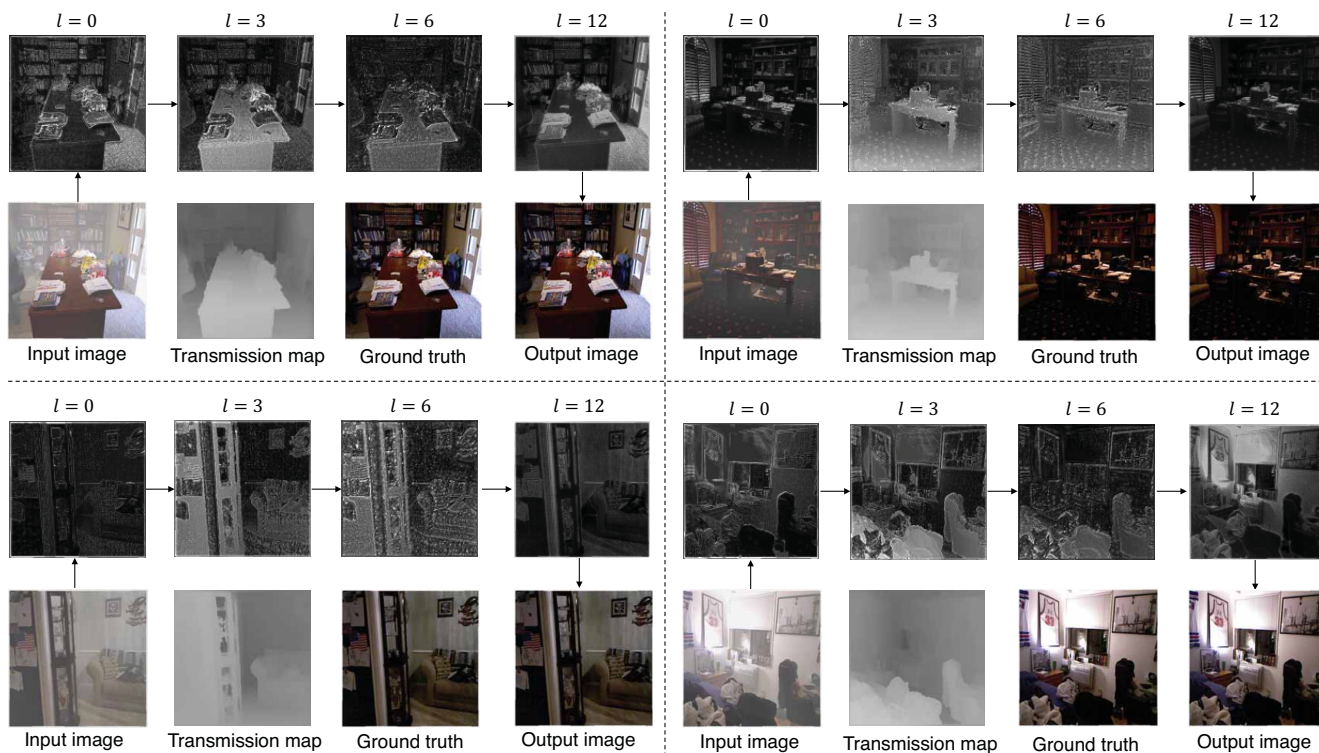 l = 0 l = 3 l = 6 l = 12
Input image Transmission map Ground truth Output image
l = 0 l = 3 l = 6 l = 12
Input image Transmission map Ground truth Output image
l = 0 l = 3 l = 6 l = 12
Input image Transmission map Ground truth Output image
l = 0 l = 3 l = 6 l = 12
Input image Transmission map Ground truth Output image